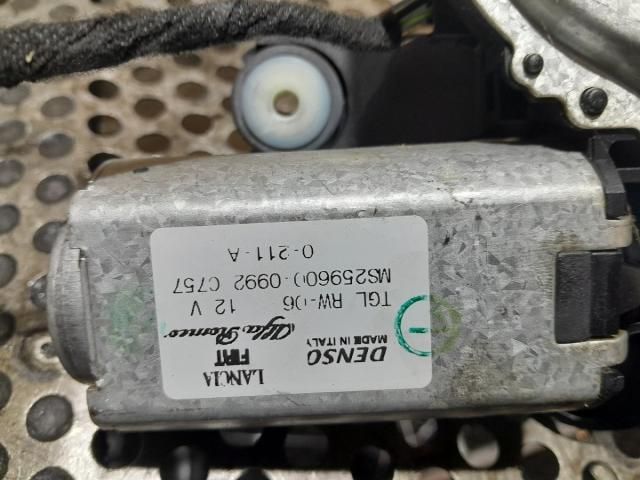 DENSO
MADE IN ITALY
LANCIA
FIAT
Alfa Romeo
TGL RW-06 12 V
MS259600-0992 C757
0-211-A